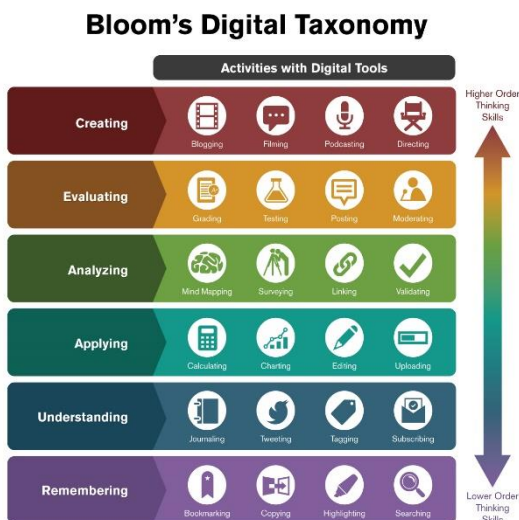 Bloom's Digital Taxonomy
Activities with Digital Tools
Higher Order
Thinking
Skills
Creating
Blogging Filming Podcasting Directing
Evaluating
Grading Testing Posting Moderating
Analyzing
Mind Mapping Surveying Linking Validating
Applying
Calculating Charting Editing Uploading
Understanding
Journaling Tweeting Tagging Subscribing
Remembering
Bookmarking Copying Highlighting Searching
Lower Order
Thinking
Skills